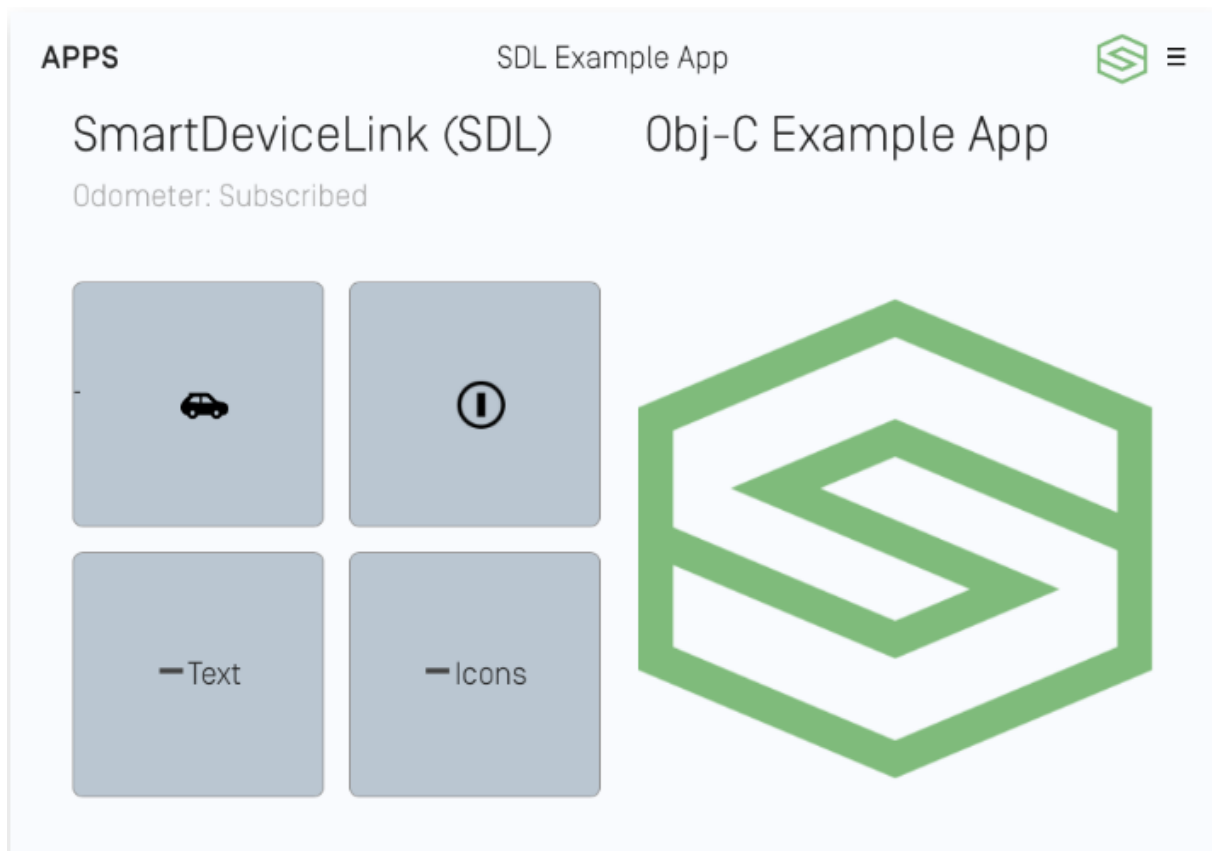 APPS
SDL Example App
SmartDeviceLink (SDL)
Obj-C Example App
Odometer: Subscribed
Text
Icons